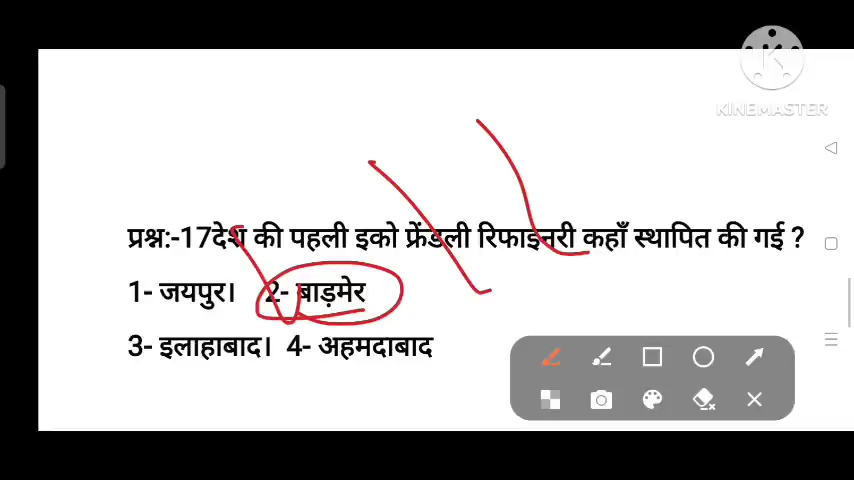 KINEMASTER
प्रश्न:-17देश की पहली इको फ्रेंडली रिफाइनरी कहाँ स्थापित की गई ?
1- जयपुर। 2- बाड़मेर
3- इलाहाबाद। 4- अहमदाबाद